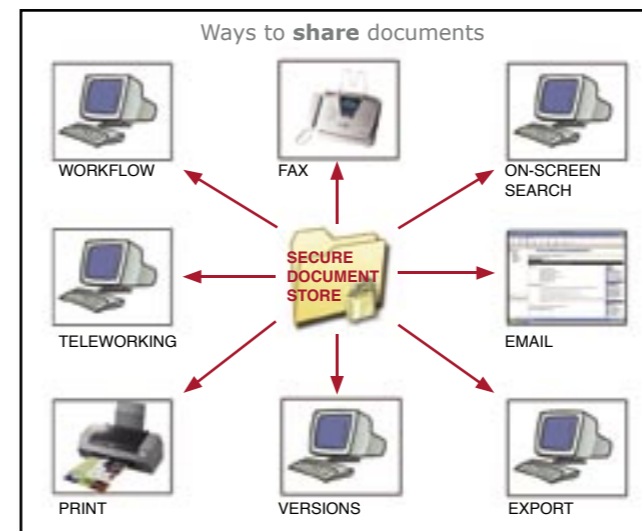 Ways to share documents
WORKFLOW
FAX
ON-SCREEN
SEARCH
SECURE
DOCUMENT
STORE
TELEWORKING
EMAIL
PRINT
VERSIONS
EXPORT